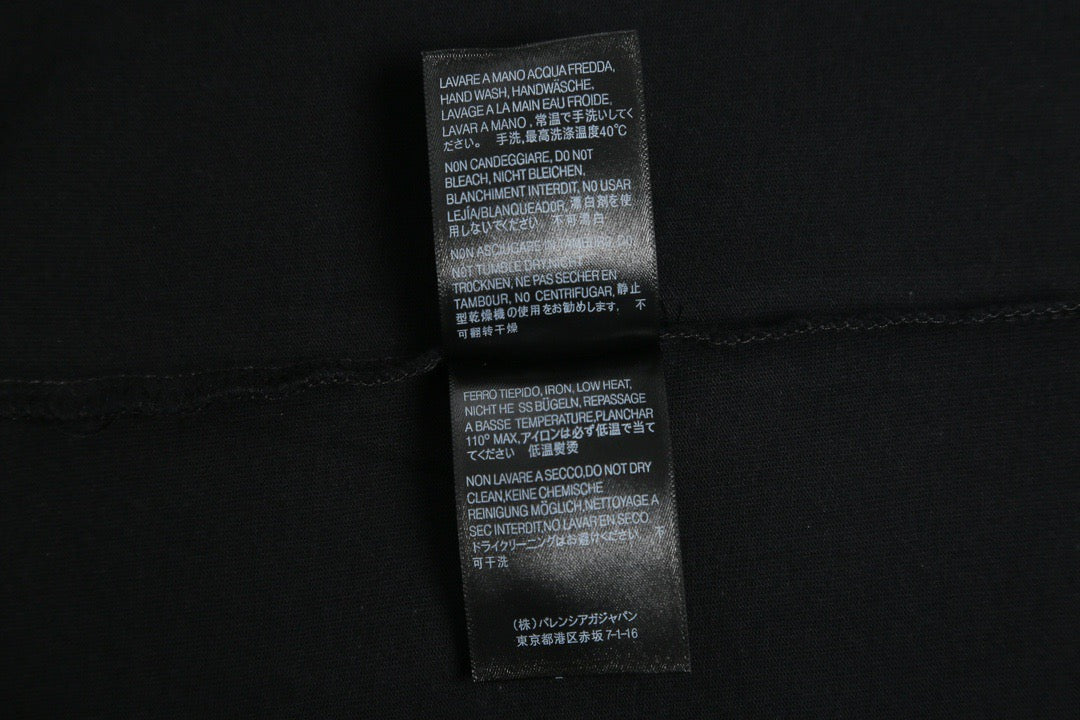 LAVARE A MANO ACQUA FREDDA,
HAND WASH, HANDWÄSCHE,
LAVAGE A LA MAIN EAU FROIDE,
LAVAR A MANO , 常温で手洗いしてく
ださい。 手洗,最高洗涤温度40°C
NON CANDEGGIARE, DO NOT
BLEACH, NICHT BLEICHEN,
BLANCHIMENT INTERDIT, NO USAR
LEJÍA/BLANQUEADOR, 漂白剤を使
用しないでください 不可漂白
NON ASCIUGARE IN TAMBURO, DO
NOT TUMBLE DRY,NIGHT
TROCKNEN, NE PAS SECHER EN
TAMBOUR, NO CENTRIFUGAR, 静止
型乾燥機の使用をお勧めします. 不
可翻转干燥
FERRO TIEPIDO, IRON, LOW HEAT,
NICHT HE SS BÜGELN, REPASSAGE
A BASSE TEMPERATURE,PLANCHAR
110° MAX,アイロンは必ず低温で当て
てください 低温熨烫
NON LAVARE A SECCO,DO NOT DRY
CLEAN,KEINE CHEMISCHE
REINIGUNG MÖGLICH,NETTOYAGE A
SEC INTERDIT,NO LAVAR EN SECO
ドライクリーニングはお避けください. 不
可干洗
(株)バレンシアガジャパン
東京都港区赤坂 7-1-16